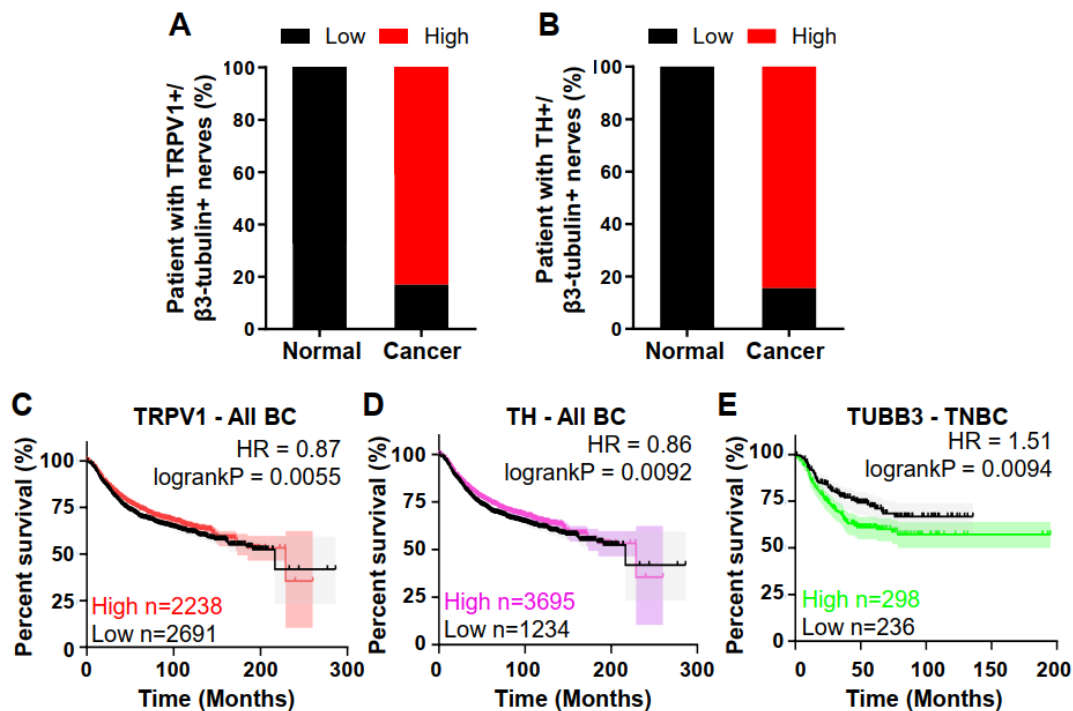 A
Low High
Patient with TRPV1+/
β3-tubulin+ nerves (%)
100
80
60
40
20
0
Normal Cancer
B
Low High
Patient with TH+/
β3-tubulin+ nerves (%)
100
80
60
40
20
0
Normal Cancer
C
TRPV1 - All BC
HR = 0.87
logrankP = 0.0055
Percent survival (%)
100
75
50
25
0
High n=2238
Low n=2691
0 100 200 300
Time (Months)
D
TH - All BC
HR = 0.86
logrankP = 0.0092
Percent survival (%)
100
75
50
25
0
High n=3695
Low n=1234
0 100 200 300
Time (Months)
E
TUBB3 - TNBC
HR = 1.51
logrankP = 0.0094
Percent survival (%)
100
75
50
25
0
High n=298
Low n=236
0 50 100 150 200
Time (Months)